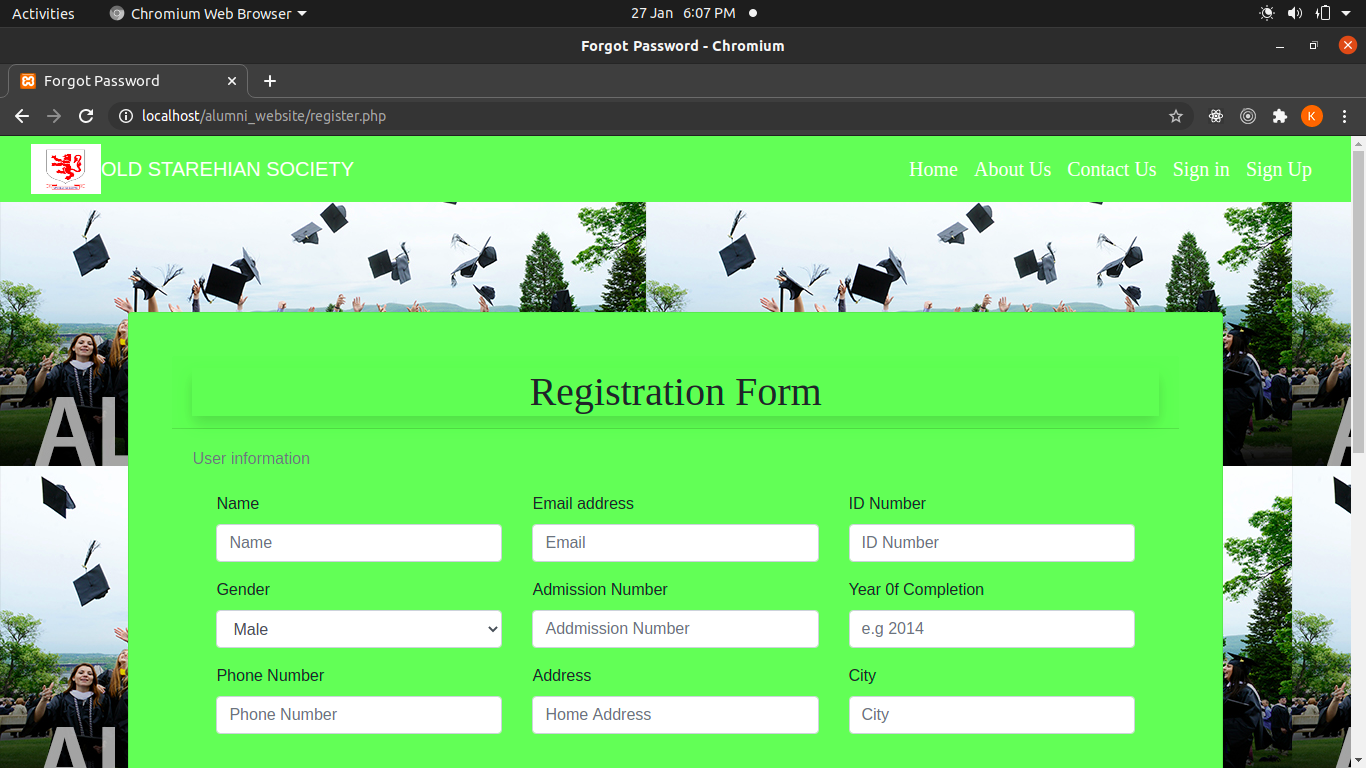 Activities Chromium Web Browser 27 Jan 6:07 PM
Forgot Password - Chromium
Forgot Password
localhost/alumni_website/register.php K
OLD STAREHIAN SOCIETY Home About Us Contact Us Sign in Sign Up
Registration Form
AL
User information
Name Email address ID Number
Name Email ID Number
Gender Admission Number Year 0f Completion
Male Addmission Number e.g 2014
Phone Number Address City
Phone Number Home Address City
AL